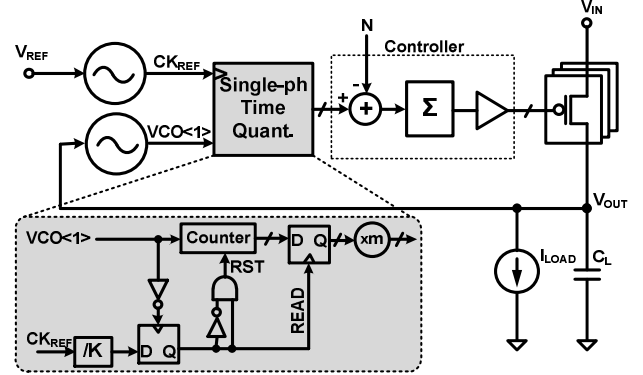 V_IN
N
Controller
V_REF
CK_REF
Single-ph
Time
Quant.
+
-
+
Σ
VCO<1>
V_OUT
VCO<1>
Counter
D Q
xm
I_LOAD
C_L
RST
READ
CK_REF
/K
D Q